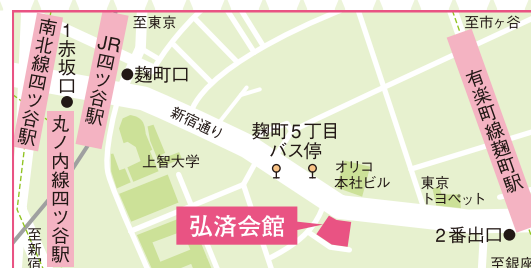 至東京
至市ヶ谷
南北線四ツ谷駅
1
赤坂口
JR四ツ谷駅
麹町口
有楽町線麹町駅
新宿通り
麹町5丁目
バス停
丸ノ内線四ツ谷駅
上智大学
オリコ
本社ビル
東京
トヨペット
弘済会館
2番出口
至新宿
至銀座